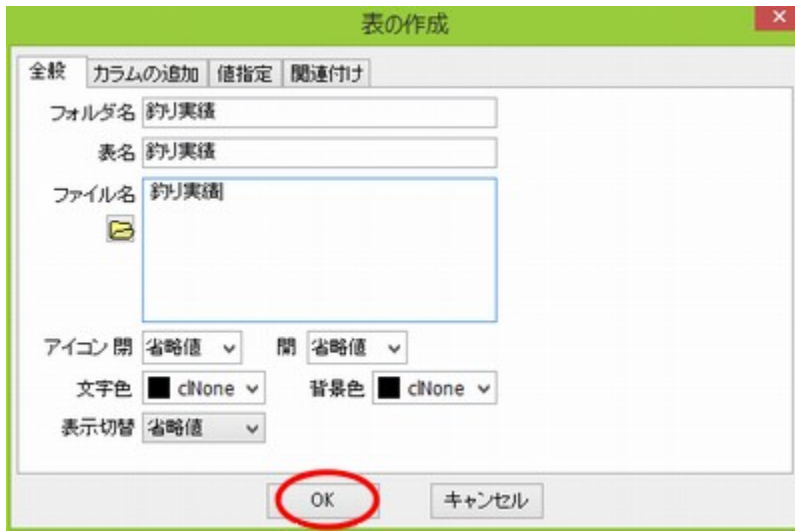 表の作成
全般 カラムの追加 値指定 関連付け
フォルダ名 釣り実績
表名 釣り実績
ファイル名 釣り実績
アイコン 閉 省略値 開 省略値
文字色 clNone 背景色 clNone
表示切替 省略値
OK キャンセル